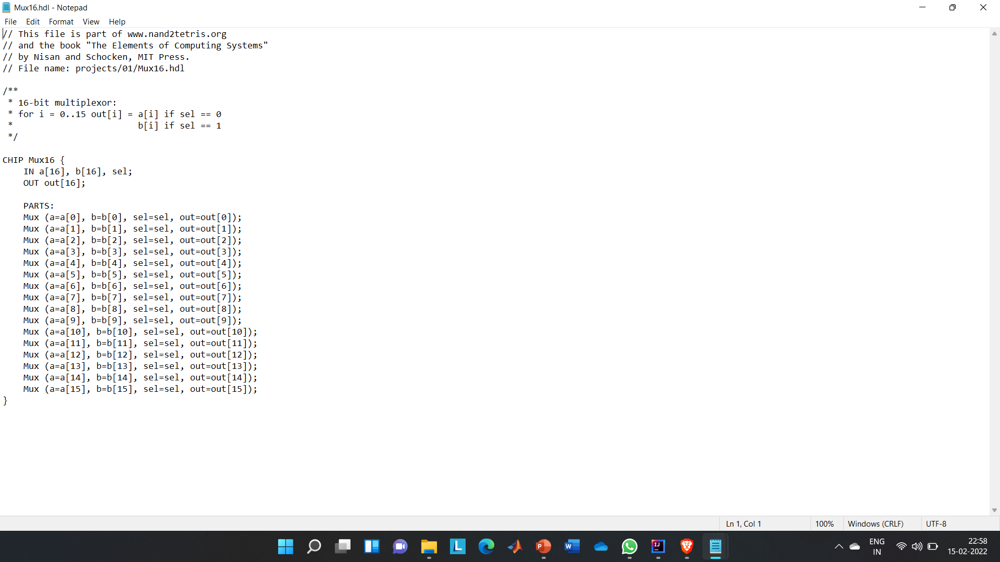 Mux16.hdl - Notepad
File Edit Format View Help
// This file is part of www.nand2tetris.org
// and the book "The Elements of Computing Systems"
// by Nisan and Schocken, MIT Press.
// File name: projects/01/Mux16.hdl
/**
 * 16-bit multiplexor:
 * for i = 0..15 out[i] = a[i] if sel == 0
 *                        b[i] if sel == 1
 */
CHIP Mux16 {
    IN a[16], b[16], sel;
    OUT out[16];
    PARTS:
    Mux (a=a[0], b=b[0], sel=sel, out=out[0]);
    Mux (a=a[1], b=b[1], sel=sel, out=out[1]);
    Mux (a=a[2], b=b[2], sel=sel, out=out[2]);
    Mux (a=a[3], b=b[3], sel=sel, out=out[3]);
    Mux (a=a[4], b=b[4], sel=sel, out=out[4]);
    Mux (a=a[5], b=b[5], sel=sel, out=out[5]);
    Mux (a=a[6], b=b[6], sel=sel, out=out[6]);
    Mux (a=a[7], b=b[7], sel=sel, out=out[7]);
    Mux (a=a[8], b=b[8], sel=sel, out=out[8]);
    Mux (a=a[9], b=b[9], sel=sel, out=out[9]);
    Mux (a=a[10], b=b[10], sel=sel, out=out[10]);
    Mux (a=a[11], b=b[11], sel=sel, out=out[11]);
    Mux (a=a[12], b=b[12], sel=sel, out=out[12]);
    Mux (a=a[13], b=b[13], sel=sel, out=out[13]);
    Mux (a=a[14], b=b[14], sel=sel, out=out[14]);
    Mux (a=a[15], b=b[15], sel=sel, out=out[15]);
}
Ln 1, Col 1 100% Windows (CRLF) UTF-8
L P W IJ
ENG 22:58
IN 15-02-2022